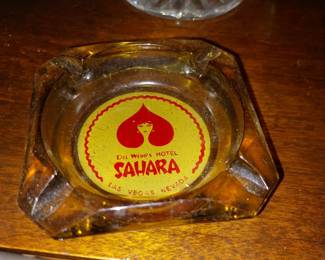 DEL WEBB'S HOTEL
SAHARA
LAS VEGAS, NEVADA